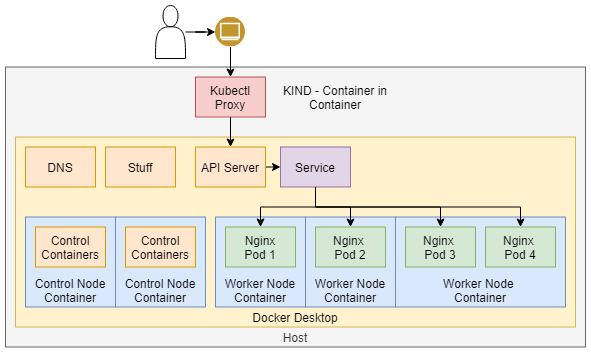 Kubectl
Proxy
KIND - Container in
Container
DNS
Stuff
API Server
Service
Control
Containers
Control
Containers
Nginx
Pod 1
Nginx
Pod 2
Nginx
Pod 3
Nginx
Pod 4
Control Node
Container
Control Node
Container
Worker Node
Container
Worker Node
Container
Worker Node
Container
Docker Desktop
Host